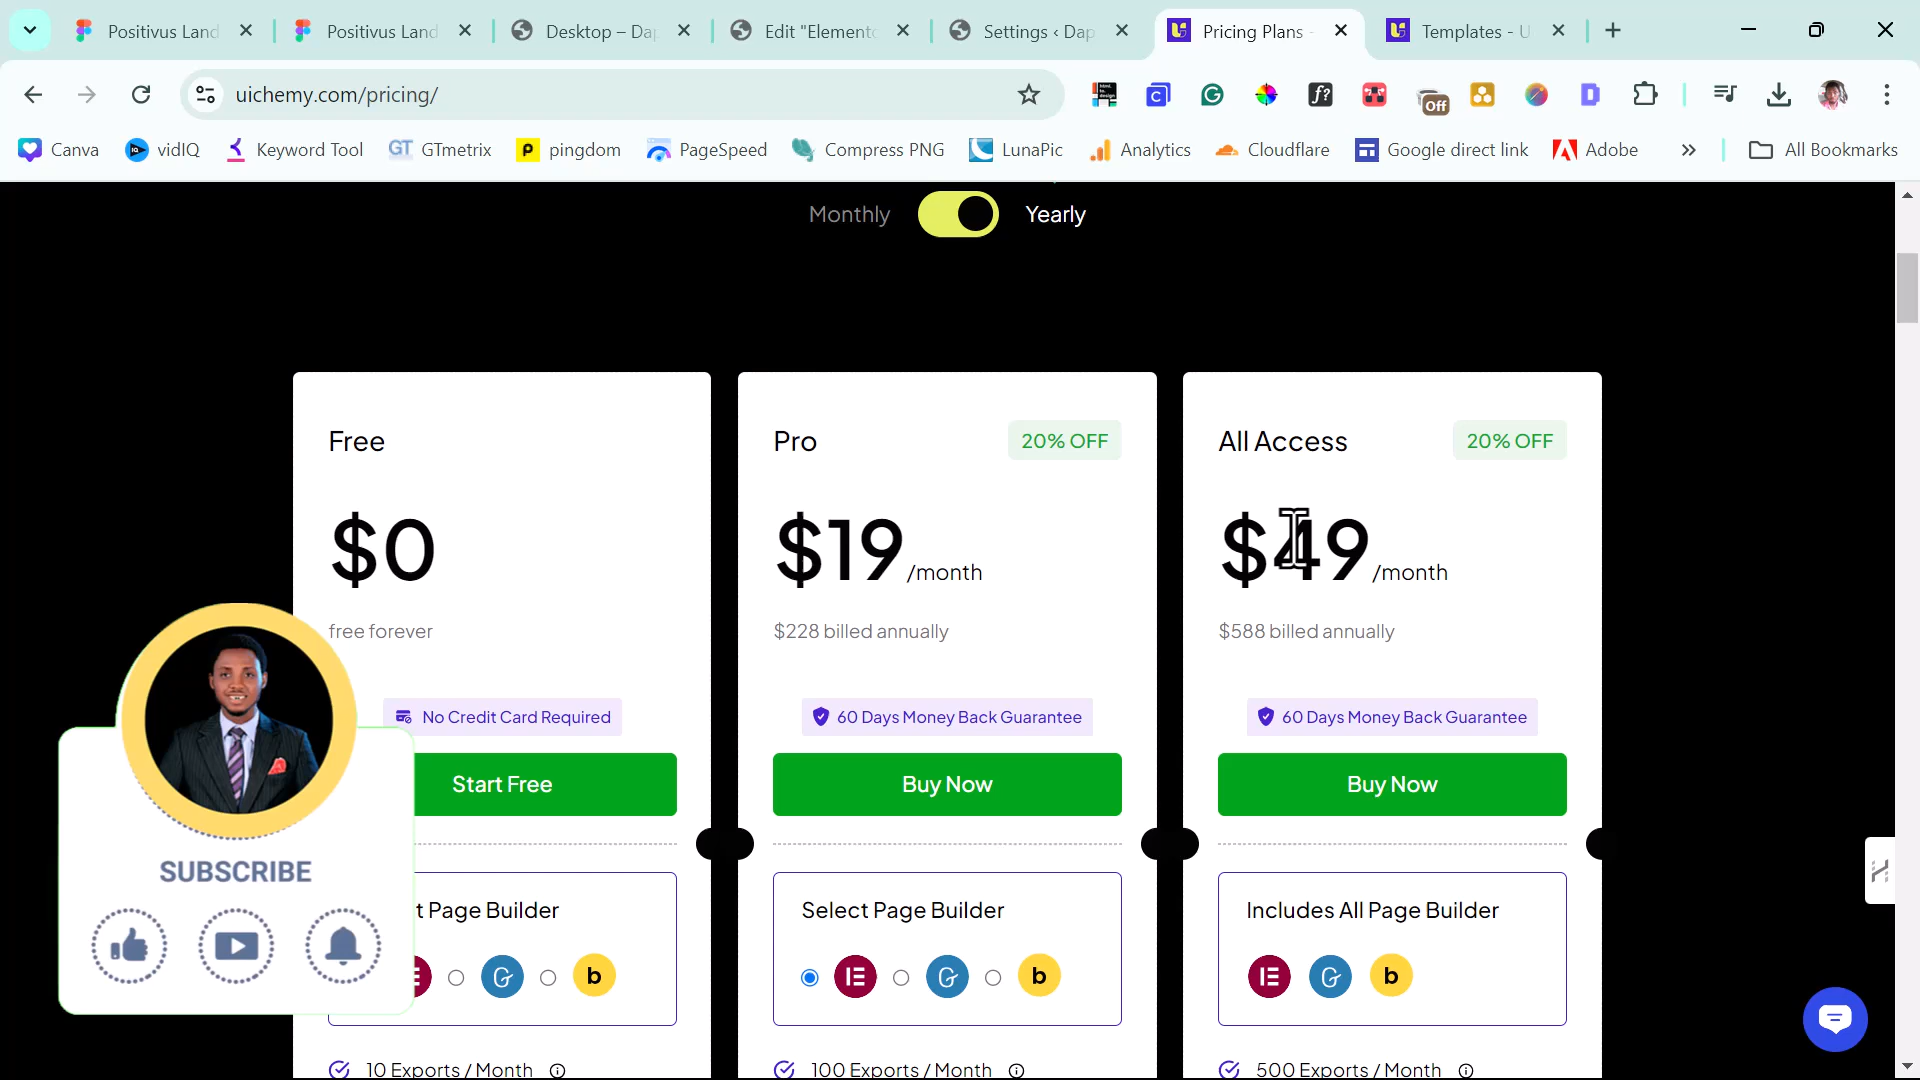 Positivus Land
Positivus Land
Desktop – Da
Edit "Elemento
Settings ‹ Dap
Pricing Plans -
Templates - U
uichemy.com/pricing/
Off
Canva
vidIQ
Keyword Tool
GT GTmetrix
pingdom
PageSpeed
Compress PNG
LunaPic
Analytics
Cloudflare
Google direct link
Adobe
All Bookmarks
Monthly
Yearly
Free
$0
free forever
No Credit Card Required
Start Free
t Page Builder
b
10 Exports / Month
Pro
20% OFF
$19 /month
$228 billed annually
60 Days Money Back Guarantee
Buy Now
Select Page Builder
b
100 Exports / Month
All Access
20% OFF
$49 /month
$588 billed annually
60 Days Money Back Guarantee
Buy Now
Includes All Page Builder
b
500 Exports / Month
SUBSCRIBE